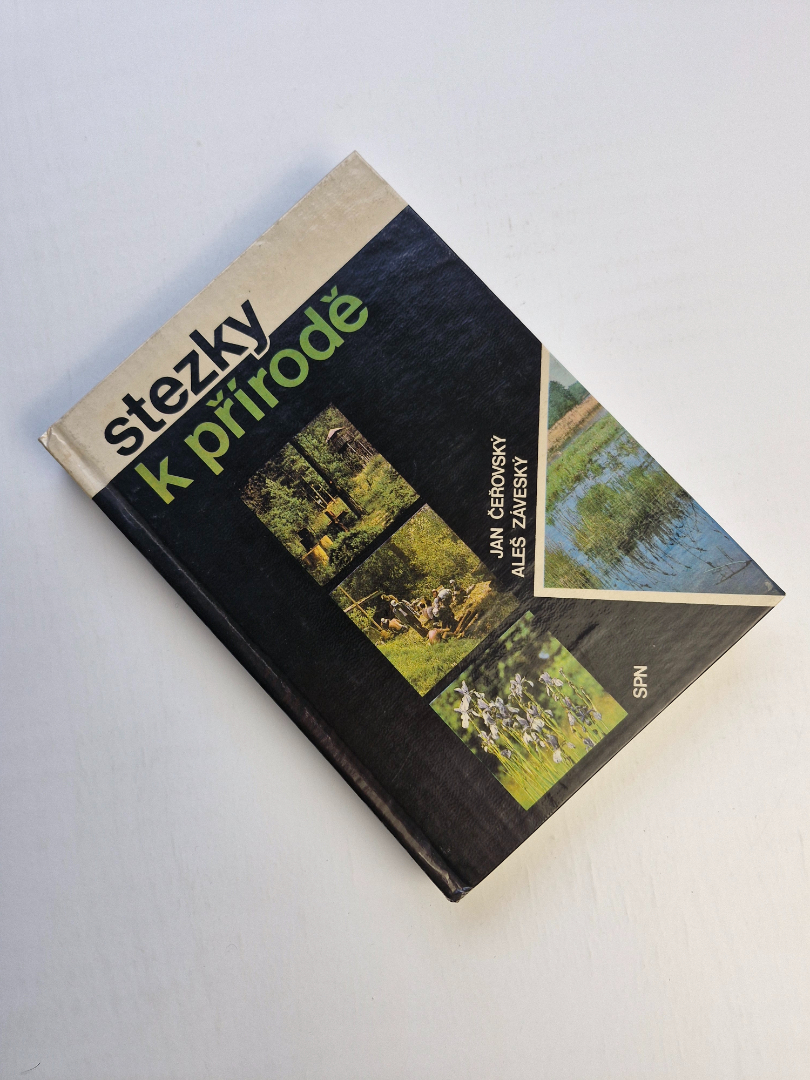 stezky
k přírodě
JAN ČEŘOVSKÝ
ALEŠ ZÁVESKÝ
SPN